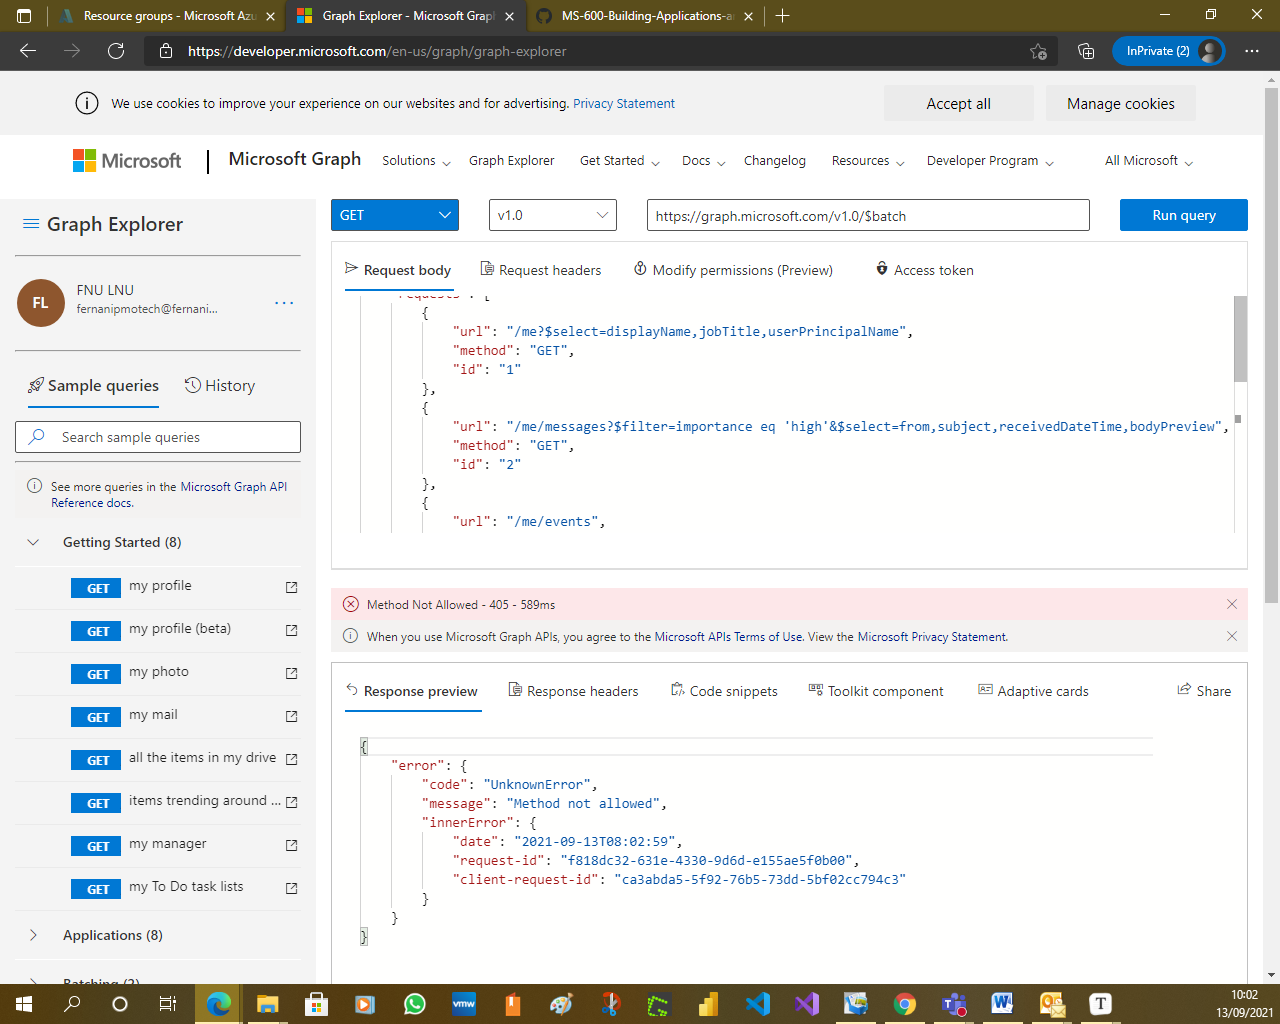 Resource groups - Microsoft Azu
Graph Explorer - Microsoft Graph
MS-600-Building-Applications-a
https://developer.microsoft.com/en-us/graph/graph-explorer
InPrivate (2)
We use cookies to improve your experience on our websites and for advertising. Privacy Statement
Accept all
Manage cookies
Microsoft
Microsoft Graph
Solutions
Graph Explorer
Get Started
Docs
Changelog
Resources
Developer Program
All Microsoft
Graph Explorer
GET
v1.0
https://graph.microsoft.com/v1.0/$batch
Run query
FL
FNU LNU
fernanipmotech@fernani...
Sample queries
History
Search sample queries
See more queries in the Microsoft Graph API
Reference docs.
Getting Started (8)
GET my profile
GET my profile (beta)
GET my photo
GET my mail
GET all the items in my drive
GET items trending around ...
GET my manager
GET my To Do task lists
Applications (8)
Batching (2)
Request body
Request headers
Modify permissions (Preview)
Access token
"requests": [
{
"url": "/me?$select=displayName,jobTitle,userPrincipalName",
"method": "GET",
"id": "1"
},
{
"url": "/me/messages?$filter=importance eq 'high'&$select=from,subject,receivedDateTime,bodyPreview",
"method": "GET",
"id": "2"
},
{
"url": "/me/events",
Method Not Allowed - 405 - 589ms
When you use Microsoft Graph APIs, you agree to the Microsoft APIs Terms of Use. View the Microsoft Privacy Statement.
Response preview
Response headers
Code snippets
Toolkit component
Adaptive cards
Share
{
"error": {
"code": "UnknownError",
"message": "Method not allowed",
"innerError": {
"date": "2021-09-13T08:02:59",
"request-id": "f818dc32-631e-4330-9d6d-e155ae5f0b00",
"client-request-id": "ca3abda5-5f92-76b5-73dd-5bf02cc794c3"
}
}
}
vmw
T
10:02
13/09/2021